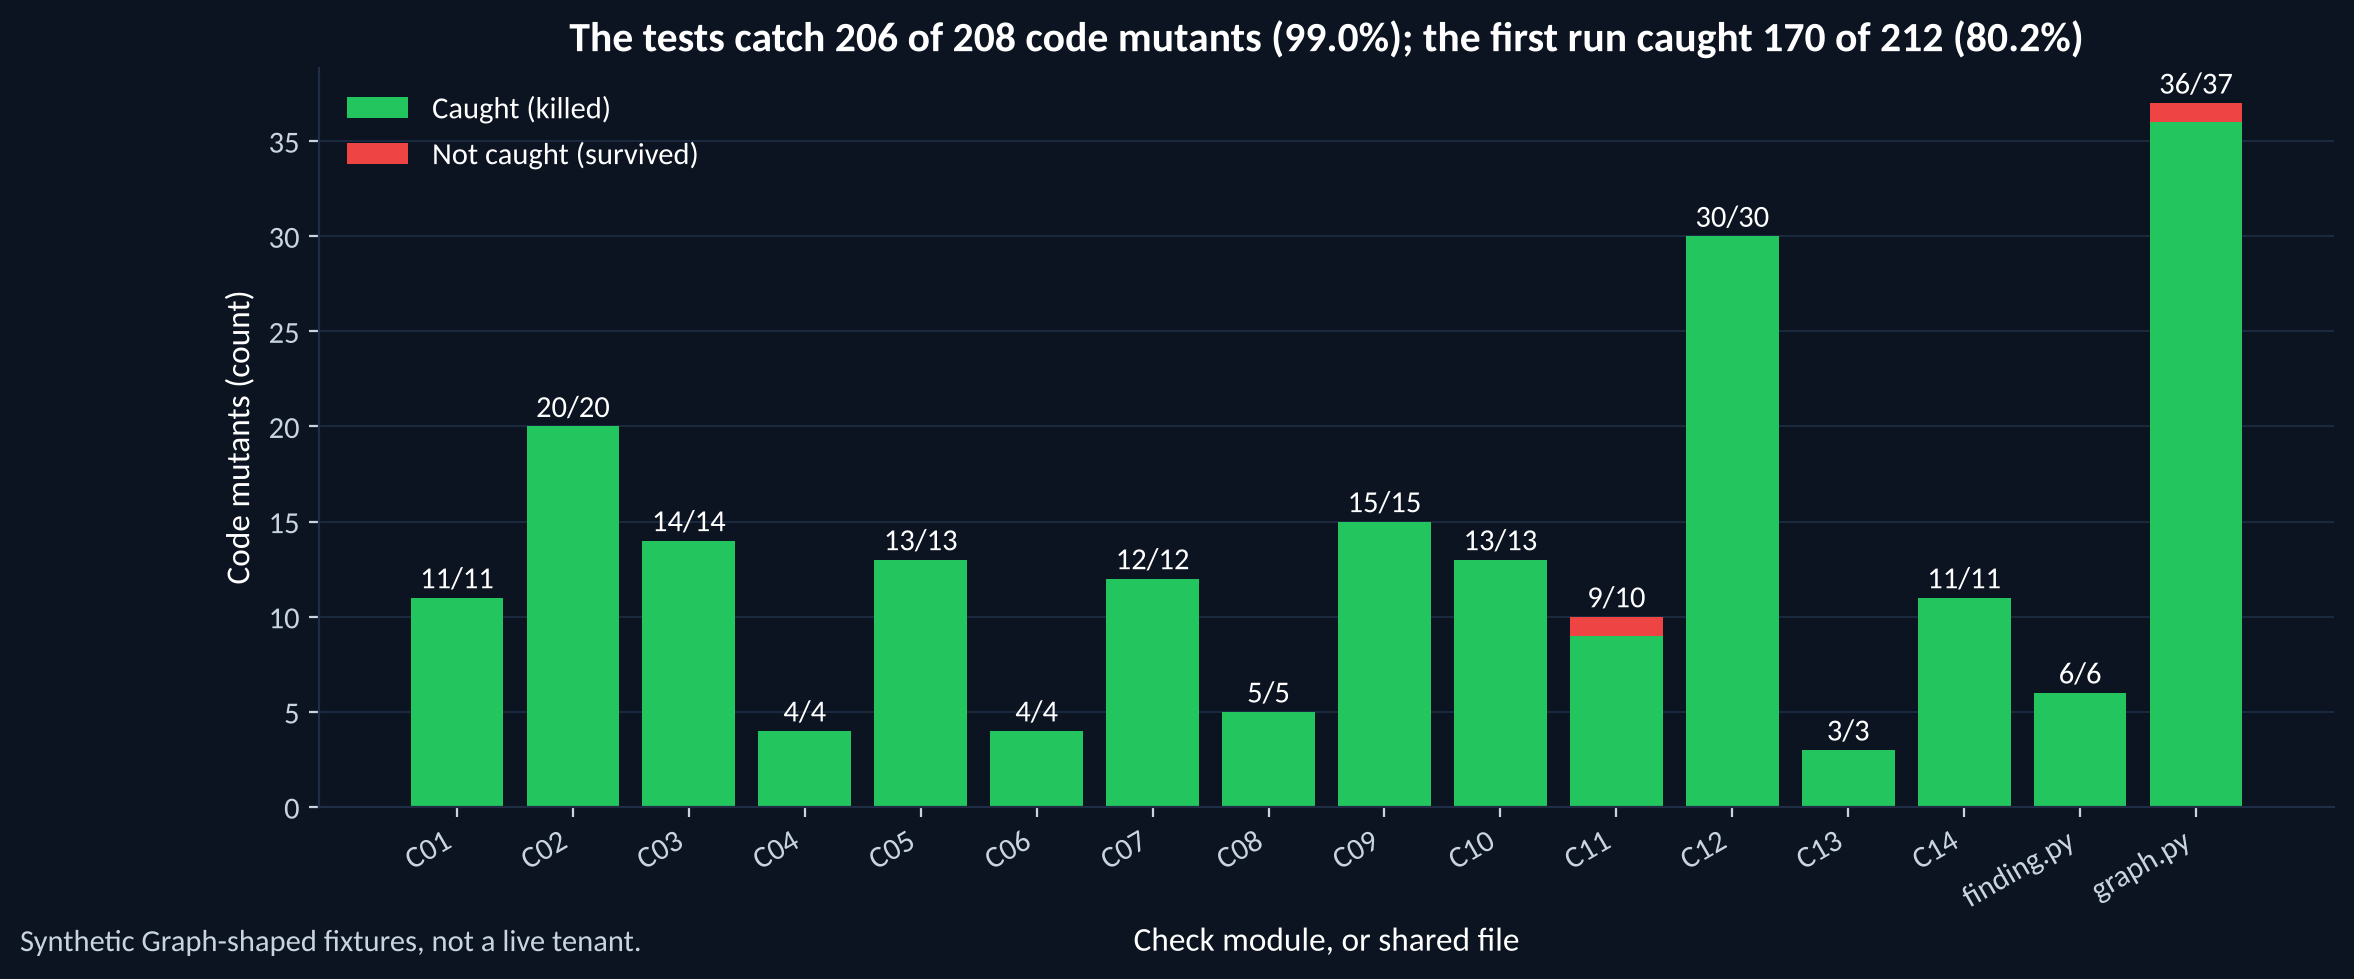 The tests catch 206 of 208 code mutants (99.0%); the first run caught 170 of 212 (80.2%)
Caught (killed)
Not caught (survived)
Code mutants (count)
35
30
25
20
15
10
5
0
11/11
20/20
14/14
4/4
13/13
4/4
12/12
5/5
15/15
13/13
9/10
30/30
3/3
11/11
6/6
36/37
C01
C02
C03
C04
C05
C06
C07
C08
C09
C10
C11
C12
C13
C14
finding.py
graph.py
Check module, or shared file
Synthetic Graph-shaped fixtures, not a live tenant.